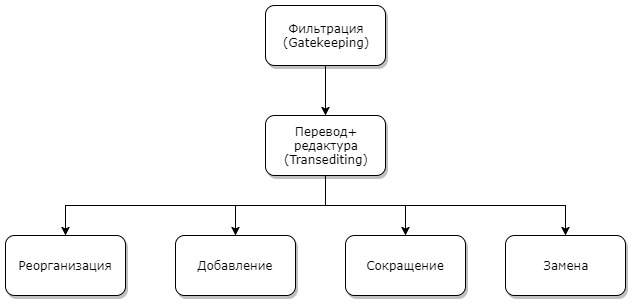 Фильтрация
(Gatekeeping)
Перевод+
редактура
(Transediting)
Реорганизация
Добавление
Сокращение
Замена